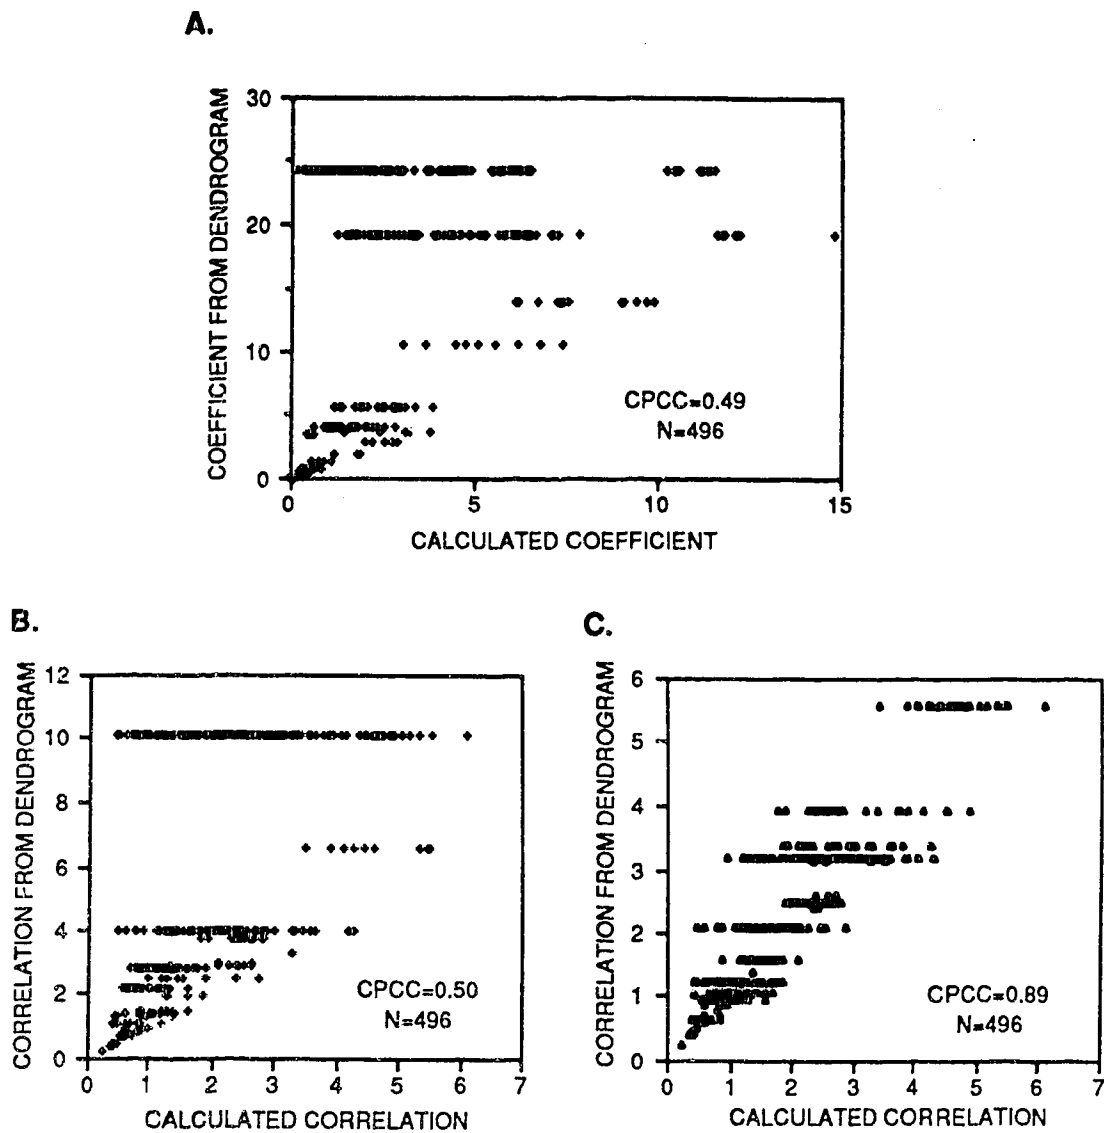 A.
COEFFICIENT FROM DENDROGRAM
30
20
10
0
0 5 10 15
CALCULATED COEFFICIENT
CPCC=0.49
N=496
B.
CORRELATION FROM DENDROGRAM
12
10
8
6
4
2
0
0 1 2 3 4 5 6 7
CALCULATED CORRELATION
CPCC=0.50
N=496
C.
CORRELATION FROM DENDROGRAM
6
5
4
3
2
1
0
0 1 2 3 4 5 6 7
CALCULATED CORRELATION
CPCC=0.89
N=496